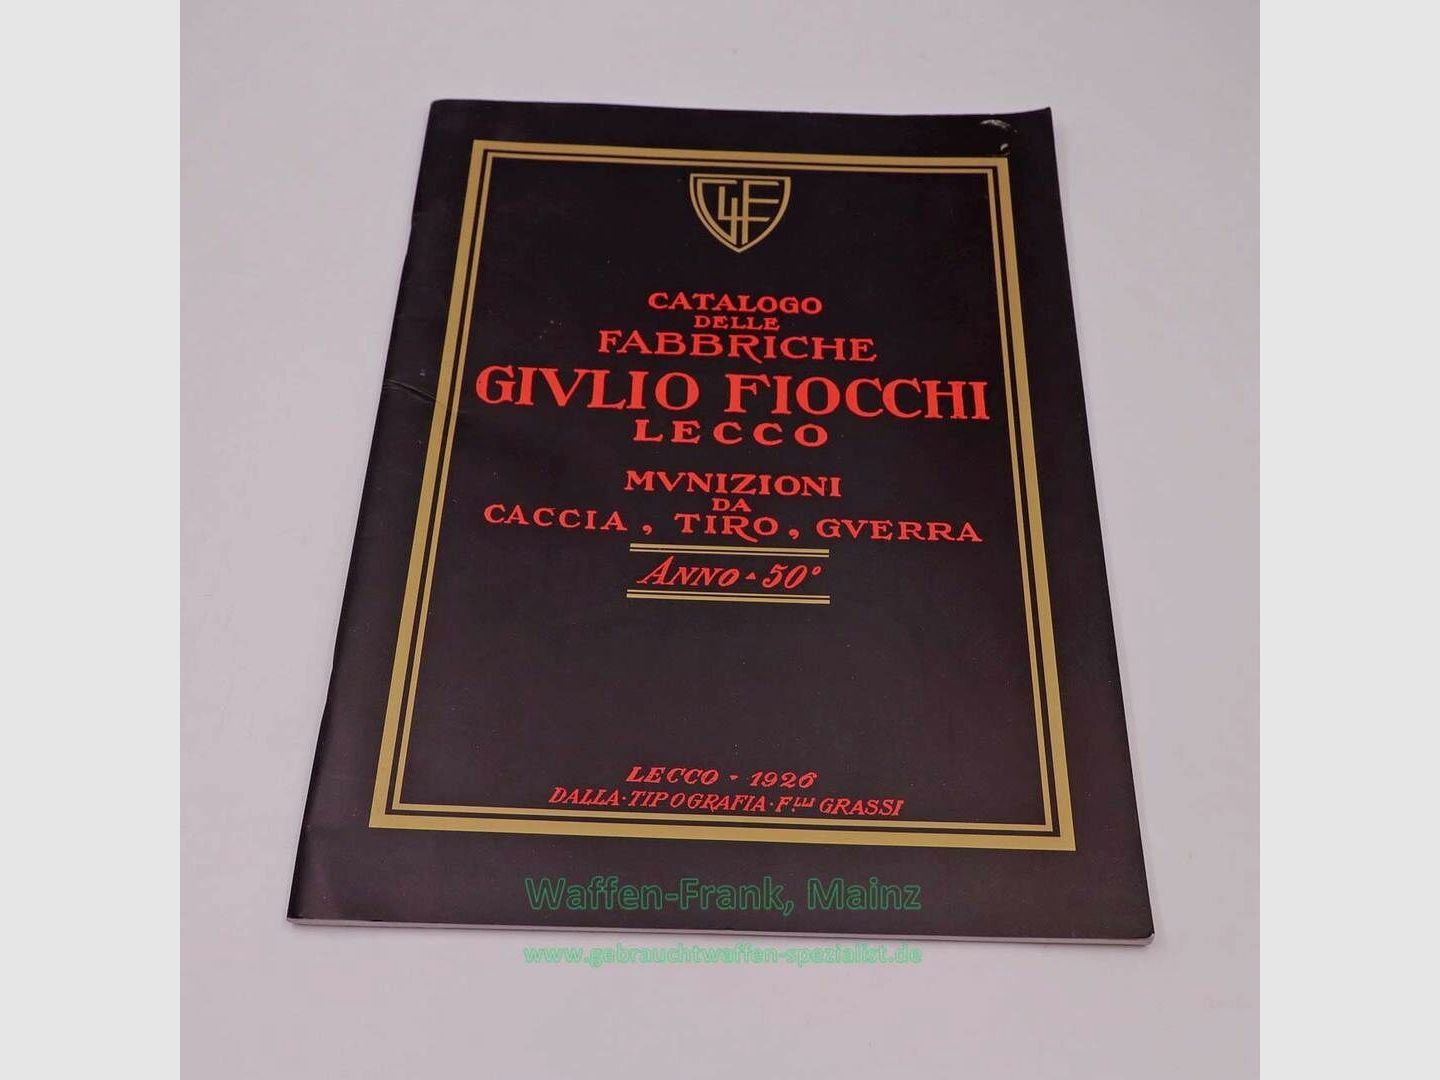 GF
CATALOGO
DELLE
FABBRICHE
GIVLIO FIOCCHI
LECCO
MVNIZIONI
DA
CACCIA, TIRO, GVERRA
ANNO 50°
LECCO - 1926
DALLA·TIPOGRAFIA·F.LLI GRASSI
Waffen-Frank, Mainz
www.gebrauchtwaffen-spezialist.de